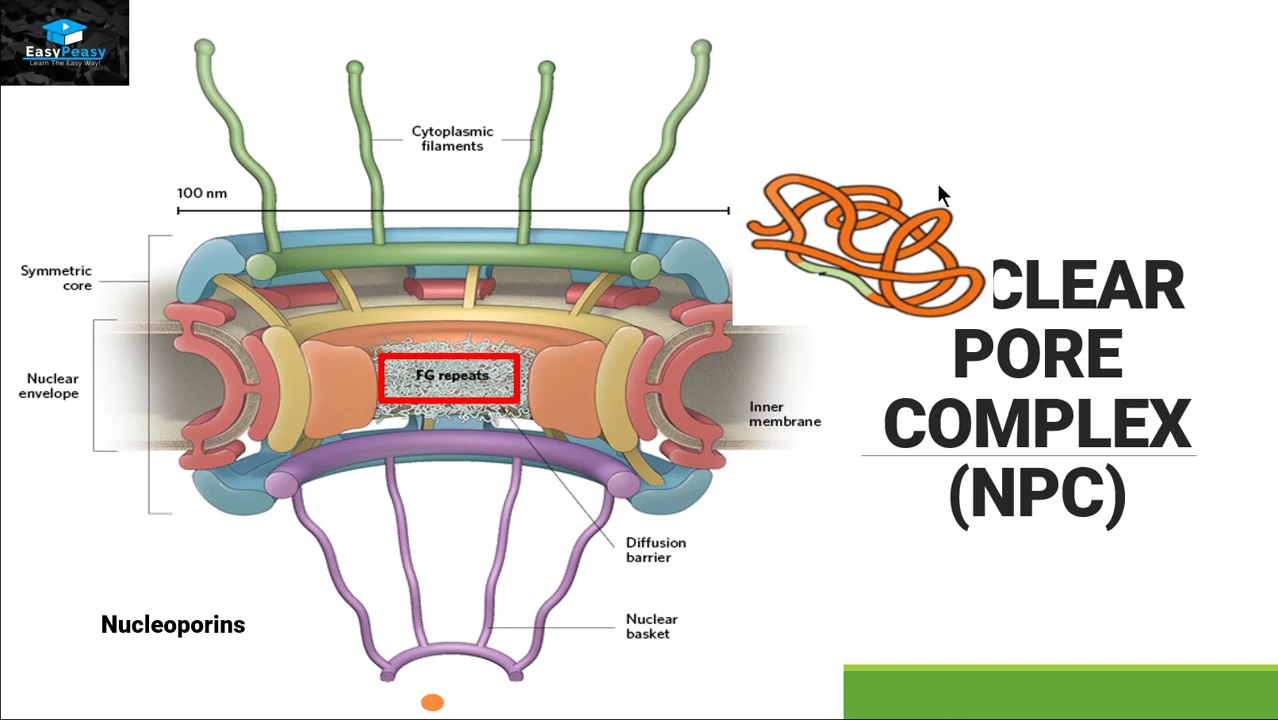 EasyPeasy
Learn The Easy Way!
Cytoplasmic
filaments
100 nm
Symmetric
core
Nuclear
envelope
FG repeats
Inner
membrane
CLEAR
PORE
COMPLEX
(NPC)
Diffusion
barrier
Nuclear
basket
Nucleoporins